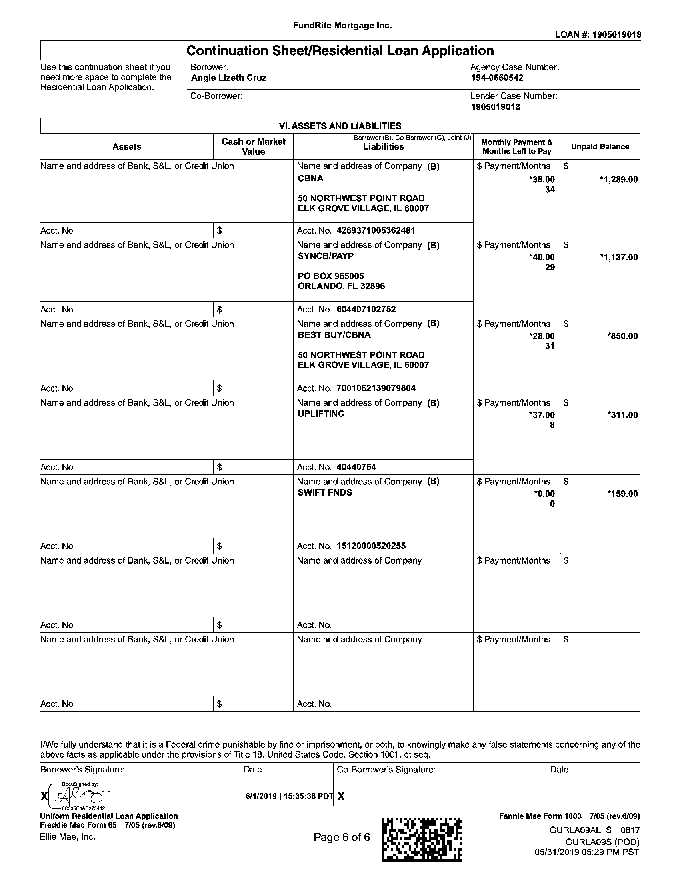 FundRite Mortgage Inc.
LOAN #: 1905019019
Continuation Sheet/Residential Loan Application
Use this continuation sheet if you
need more space to complete the
Residential Loan Application.
Borrower:
Angie Lizeth Cruz
Agency Case Number:
194-0660542
Co-Borrower:
Lender Case Number:
1905019019
VI. ASSETS AND LIABILITIES
Assets
Cash or Market
Value
Borrower (B), Co-Borrower (C), Joint (J)
Liabilities
Monthly Payment &
Months Left to Pay
Unpaid Balance
Name and address of Bank, S&L, or Credit Union
Name and address of Company (B)
$ Payment/Months $
CBNA
*38.00 *1,289.00
34
50 NORTHWEST POINT ROAD
ELK GROVE VILLAGE, IL 60007
Acct. No $ Acct. No. 4269371005362481
Name and address of Bank, S&L, or Credit Union
Name and address of Company (B)
$ Payment/Months $
SYNCB/PAYP
*40.00 *1,137.00
29
PO BOX 965005
ORLANDO, FL 32896
Acct. No $ Acct. No. 604407102752
Name and address of Bank, S&L, or Credit Union
Name and address of Company (B)
$ Payment/Months $
BEST BUY/CBNA
*28.00 *850.00
31
50 NORTHWEST POINT ROAD
ELK GROVE VILLAGE, IL 60007
Acct. No $ Acct. No. 7001062139079804
Name and address of Bank, S&L, or Credit Union
Name and address of Company (B)
$ Payment/Months $
UPLIFTINC
*37.00 *311.00
8
Acct. No $ Acct. No. 40440754
Name and address of Bank, S&L, or Credit Union
Name and address of Company (B)
$ Payment/Months $
SWIFT FNDS
*0.00 *159.00
0
Acct. No $ Acct. No. 15120000520255
Name and address of Bank, S&L, or Credit Union
Name and address of Company
$ Payment/Months $
Acct. No $ Acct. No.
Name and address of Bank, S&L, or Credit Union
Name and address of Company
$ Payment/Months $
Acct. No $ Acct. No.
I/We fully understand that it is a Federal crime punishable by fine or imprisonment, or both, to knowingly make any false statements concerning any of the
above facts as applicable under the provisions of Title 18, United States Code, Section 1001, et seq.
Borrower's Signature: Date Co-Borrower's Signature: Date
DocuSigned by:
X 6/1/2019 | 15:35:38 PDT X
Uniform Residential Loan Application
Freddie Mac Form 65 7/05 (rev.6/09)
Fannie Mae Form 1003 7/05 (rev.6/09)
Ellie Mae, Inc.
Page 6 of 6
GURLA09AL S 0817
GURLA09S (POD)
05/31/2019 05:29 PM PST